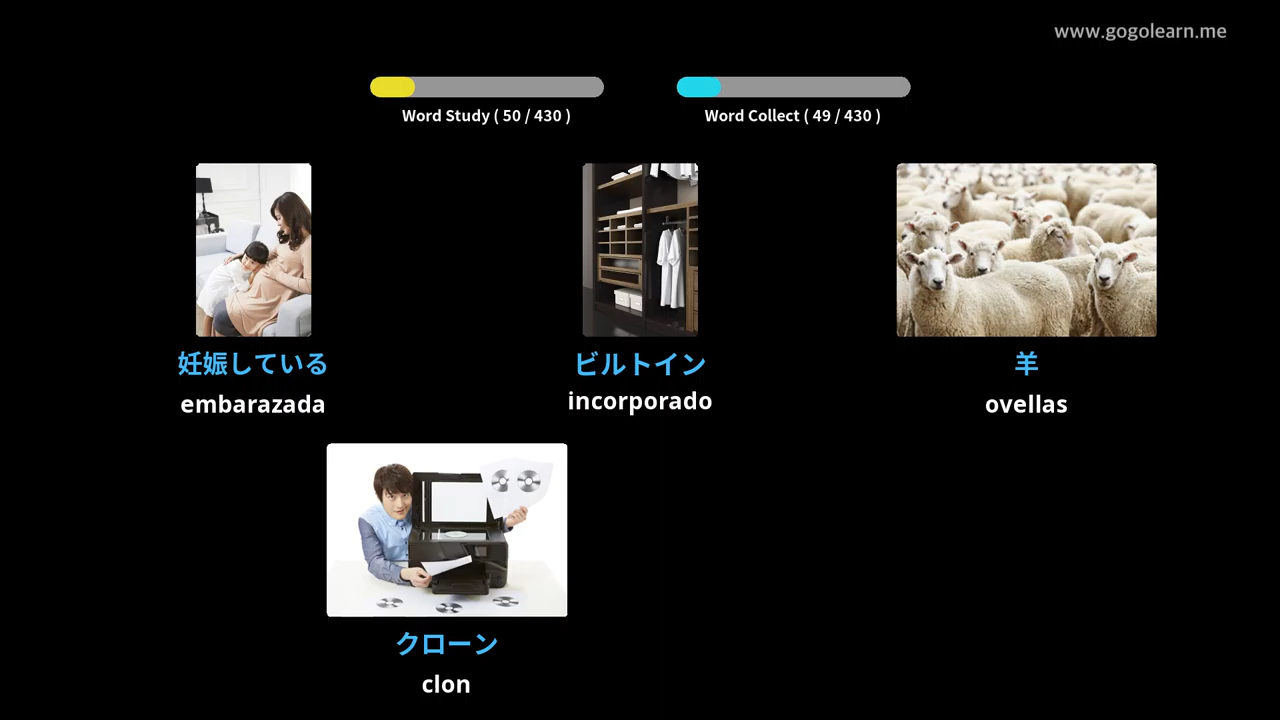 www.gogolearn.me
Word Study ( 50 / 430 )
Word Collect ( 49 / 430 )
妊娠している
embarazada
ビルトイン
incorporado
羊
ovellas
クローン
clon